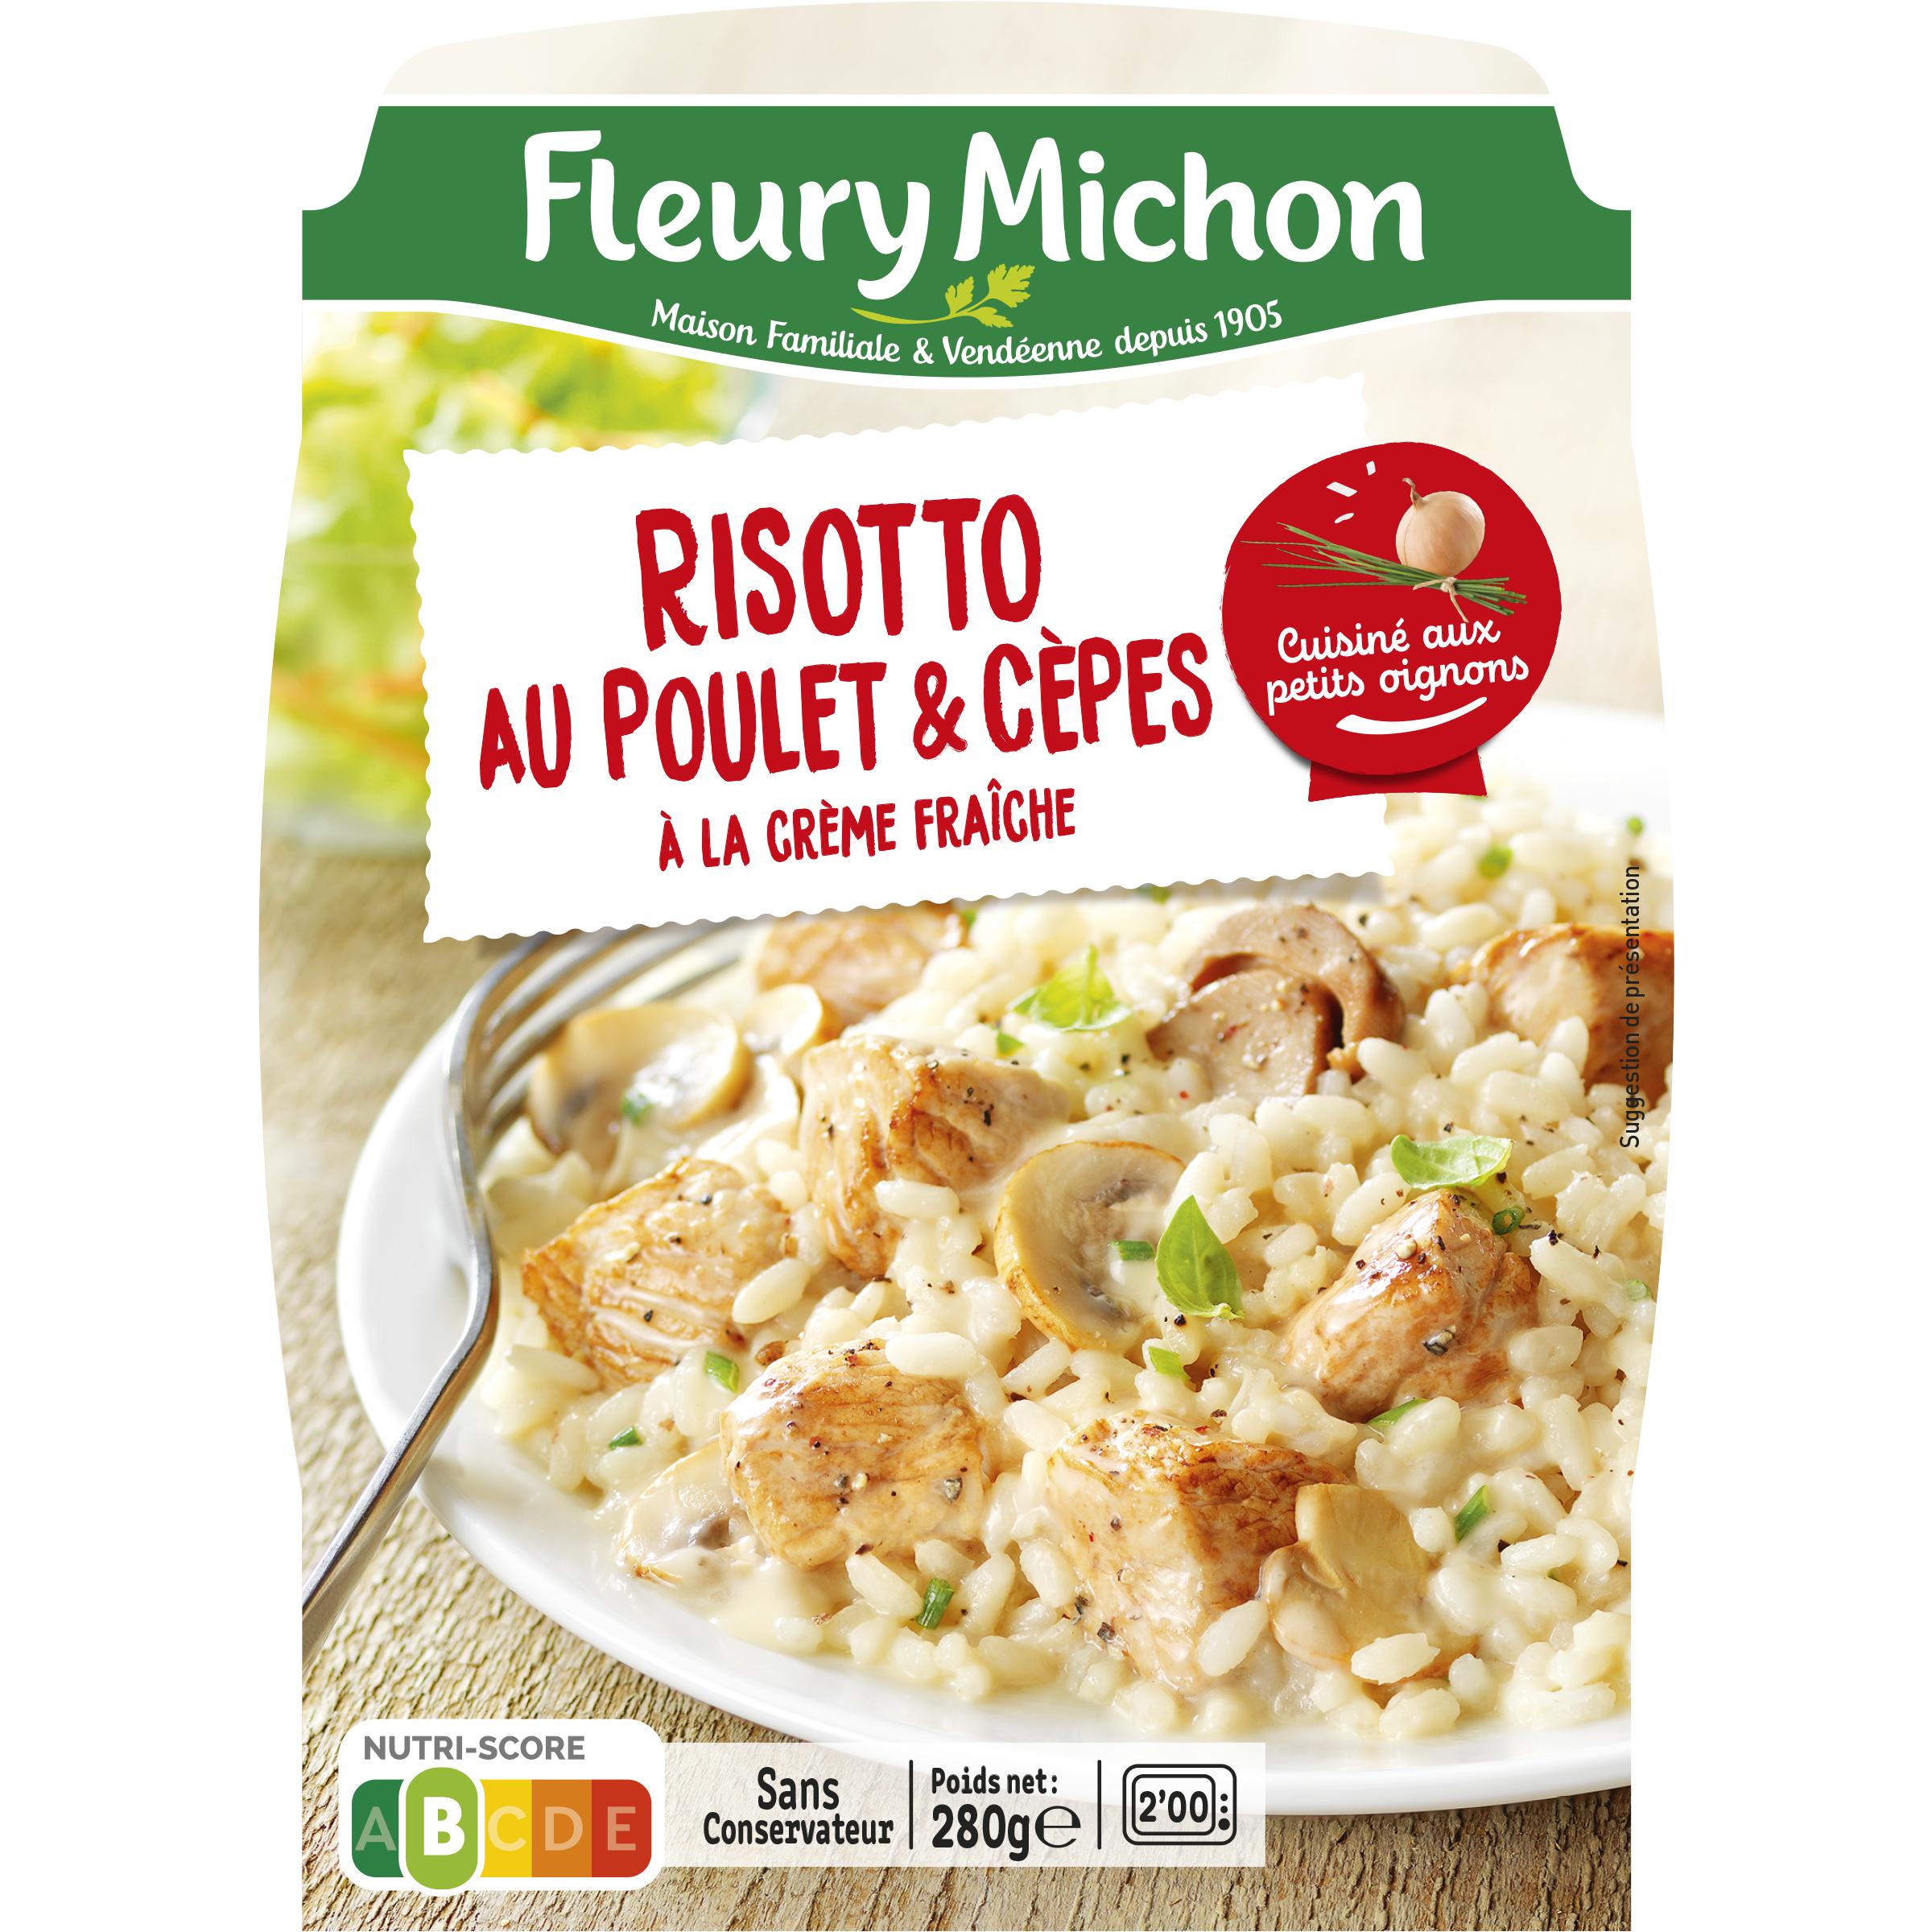 Fleury Michon
Maison Familiale & Vendéenne depuis 1905
RISOTTO
AU POULET & CÈPES
À LA CRÈME FRAÎCHE
Cuisiné aux
petits oignons
Suggestion de présentation
NUTRI-SCORE
A B C D E
Sans
Conservateur
Poids net:
280g℮
2'00